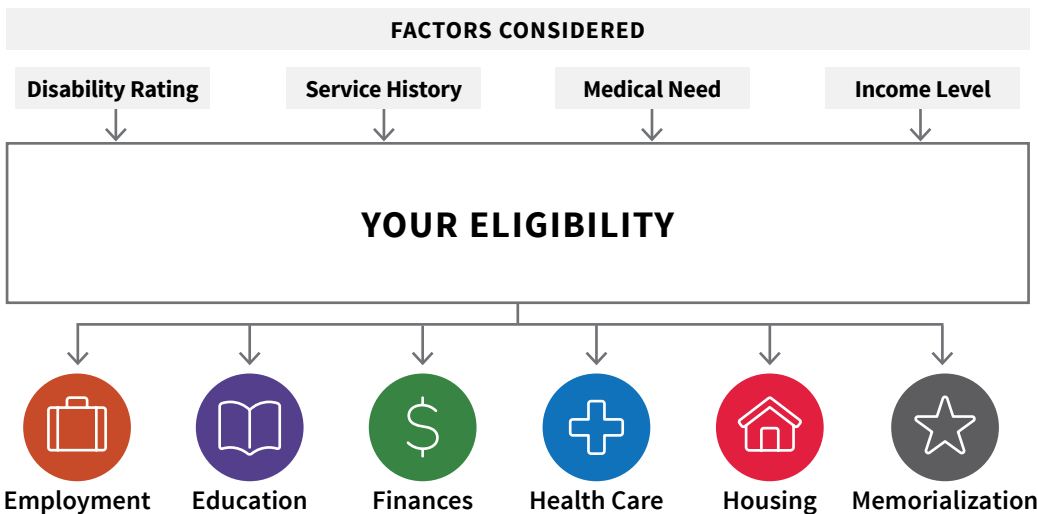 FACTORS CONSIDERED
Disability Rating
Service History
Medical Need
Income Level
YOUR ELIGIBILITY
Employment
Education
Finances
Health Care
Housing
Memorialization